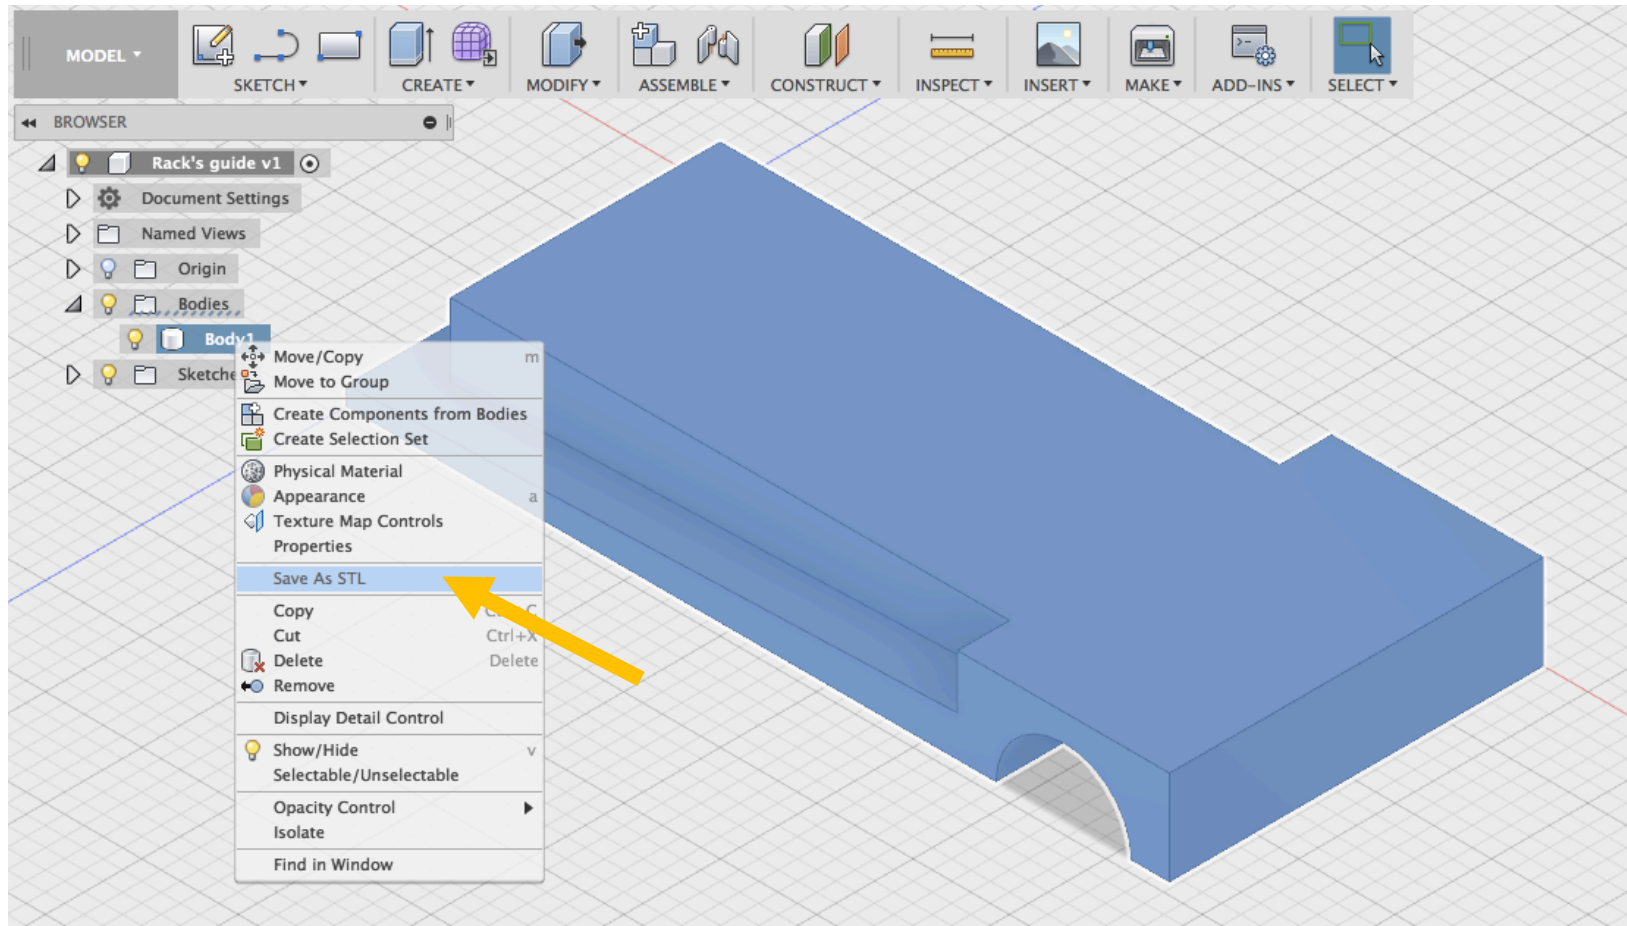 MODEL
SKETCH
CREATE
MODIFY
ASSEMBLE
CONSTRUCT
INSPECT
INSERT
MAKE
ADD-INS
SELECT
BROWSER
Rack's guide v1
Document Settings
Named Views
Origin
Bodies
Body1
Sketche
Move/Copy m
Move to Group
Create Components from Bodies
Create Selection Set
Physical Material
Appearance a
Texture Map Controls
Properties
Save As STL
Copy
Cut Ctrl+X
Delete Delete
Remove
Display Detail Control
Show/Hide v
Selectable/Unselectable
Opacity Control
Isolate
Find in Window